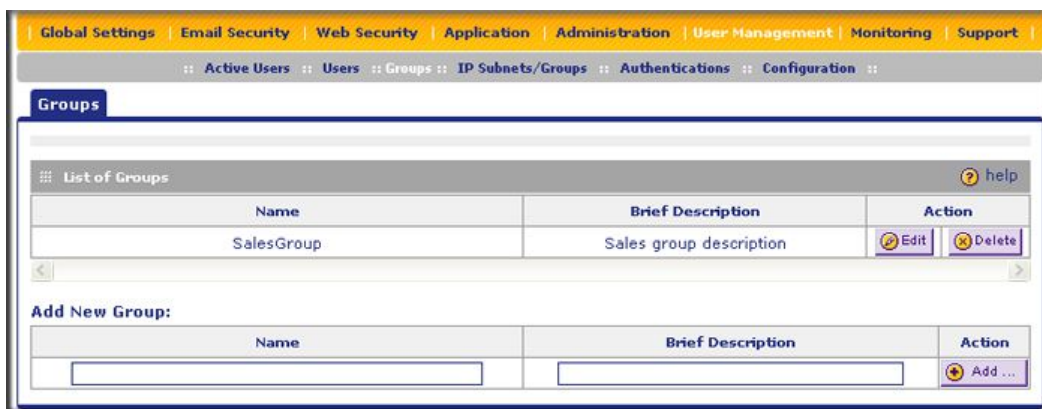 Global Settings | Email Security | Web Security | Application | Administration | User Management | Monitoring | Support
:: Active Users :: Users :: Groups :: IP Subnets/Groups :: Authentications :: Configuration ::
Groups
List of Groups ? help
Name Brief Description Action
SalesGroup Sales group description Edit Delete
Add New Group:
Name Brief Description Action
Add ...